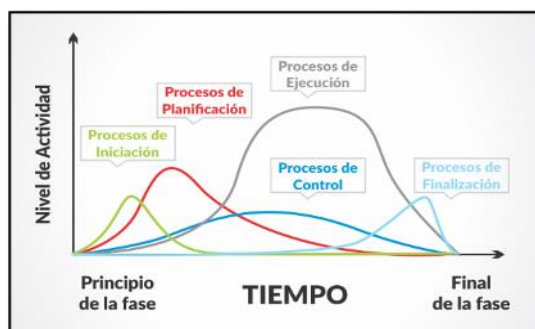 Nivel de Actividad
Procesos de
Iniciación
Procesos de
Planificación
Procesos de
Ejecución
Procesos de
Control
Procesos de
Finalización
Principio
de la fase
TIEMPO
Final
de la fase